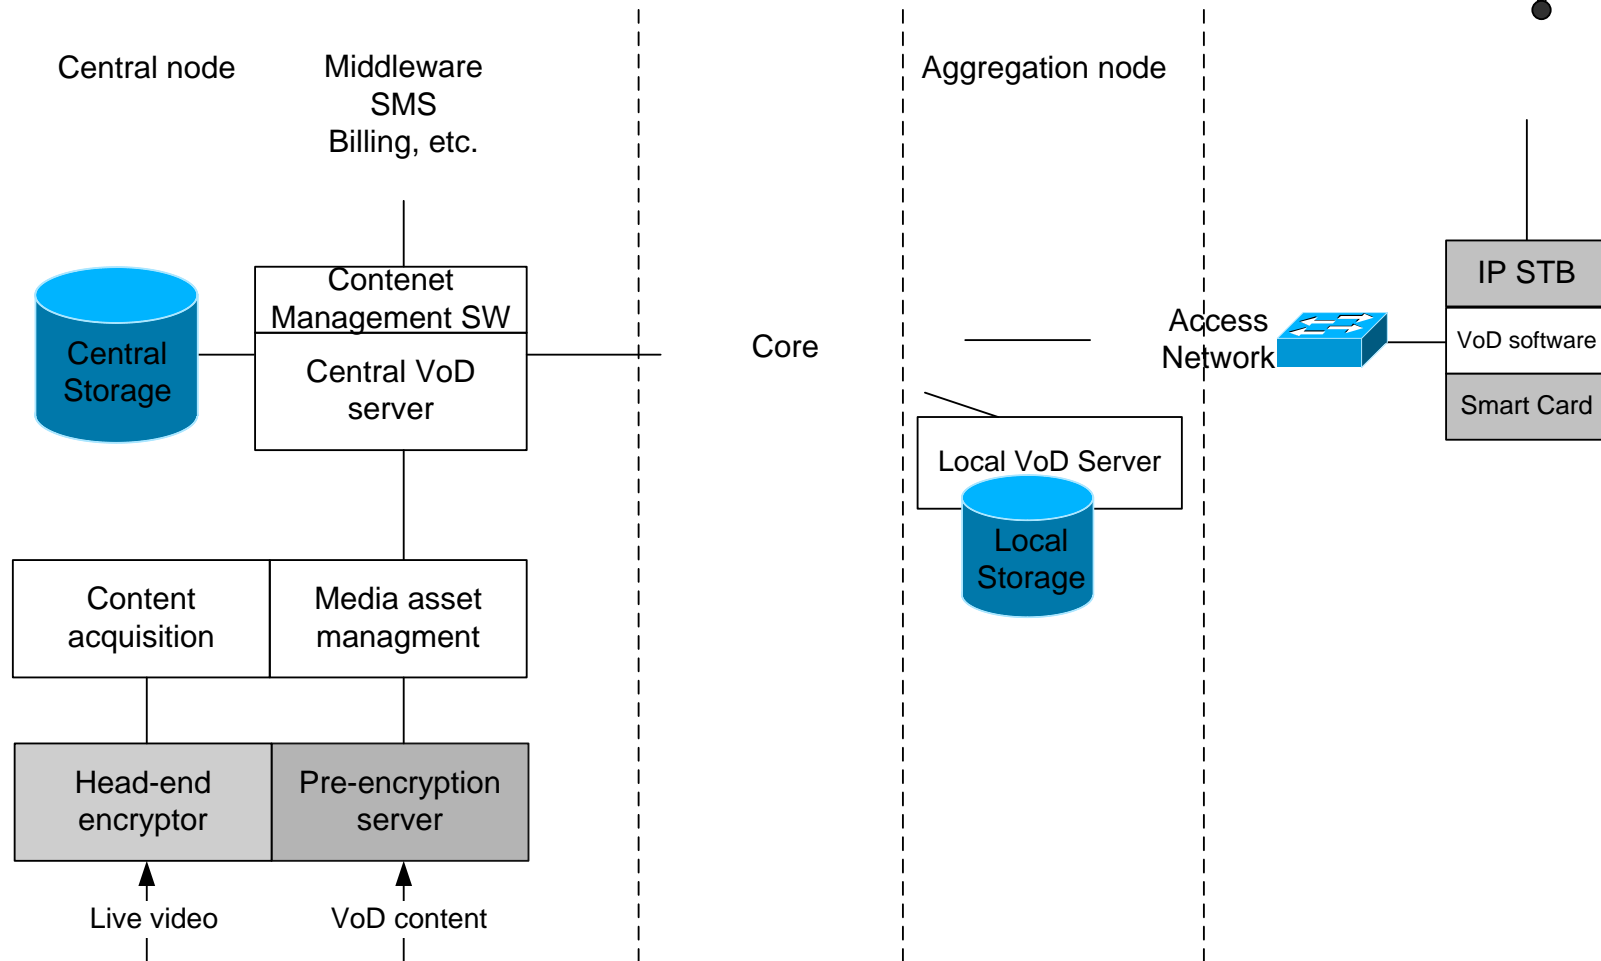 Central node
Middleware
SMS
Billing, etc.
Aggregation node
Contenet
Management SW
Central
Storage
Central VoD
server
Core
Access
Network
IP STB
VoD software
Smart Card
Local VoD Server
Local
Storage
Content
acquisition
Media asset
managment
Head-end
encryptor
Pre-encryption
server
Live video
VoD content